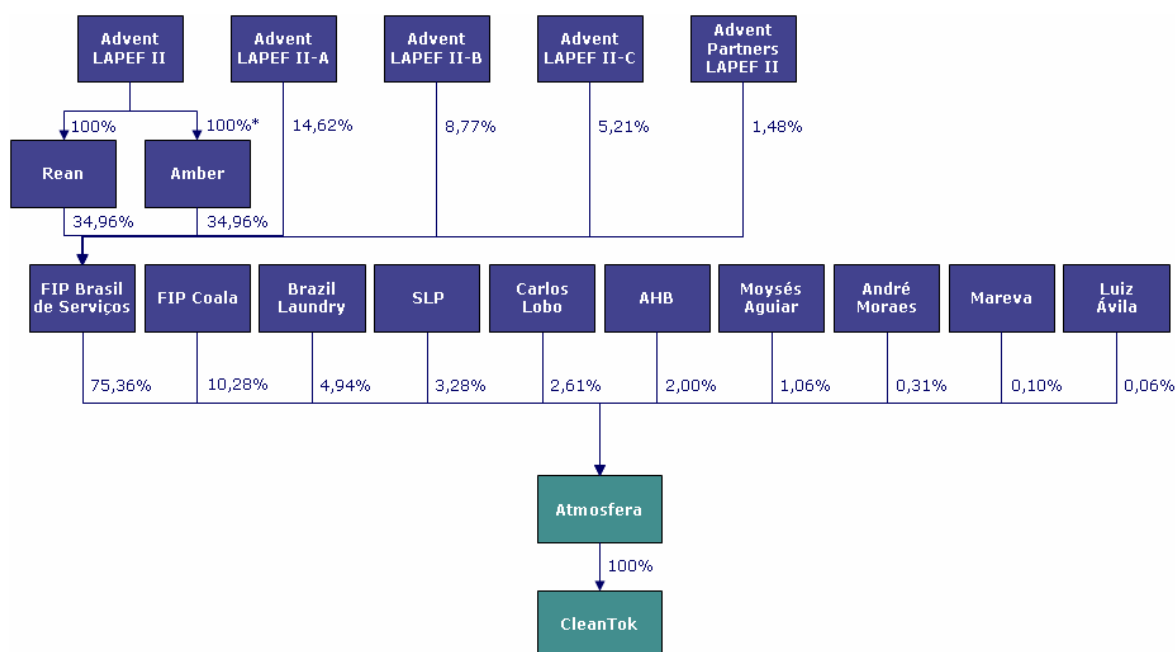 Advent
LAPEF II
Advent
LAPEF II-A
Advent
LAPEF II-B
Advent
LAPEF II-C
Advent
Partners
LAPEF II
100%
100%*
14,62%
8,77%
5,21%
1,48%
Rean
Amber
34,96%
34,96%
FIP Brasil
de Serviços
FIP Coala
Brazil
Laundry
SLP
Carlos
Lobo
AHB
Moysés
Aguiar
André
Moraes
Mareva
Luiz
Ávila
75,36%
10,28%
4,94%
3,28%
2,61%
2,00%
1,06%
0,31%
0,10%
0,06%
Atmosfera
100%
CleanTok